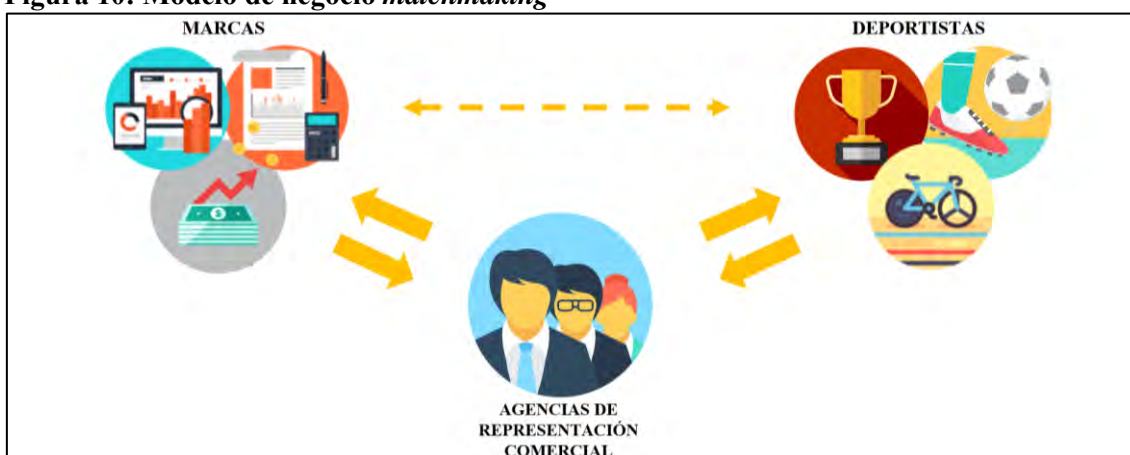 Figura 10: Modelo de negocio matchmaking
MARCAS
DEPORTISTAS
AGENCIAS DE
REPRESENTACIÓN
COMERCIAL